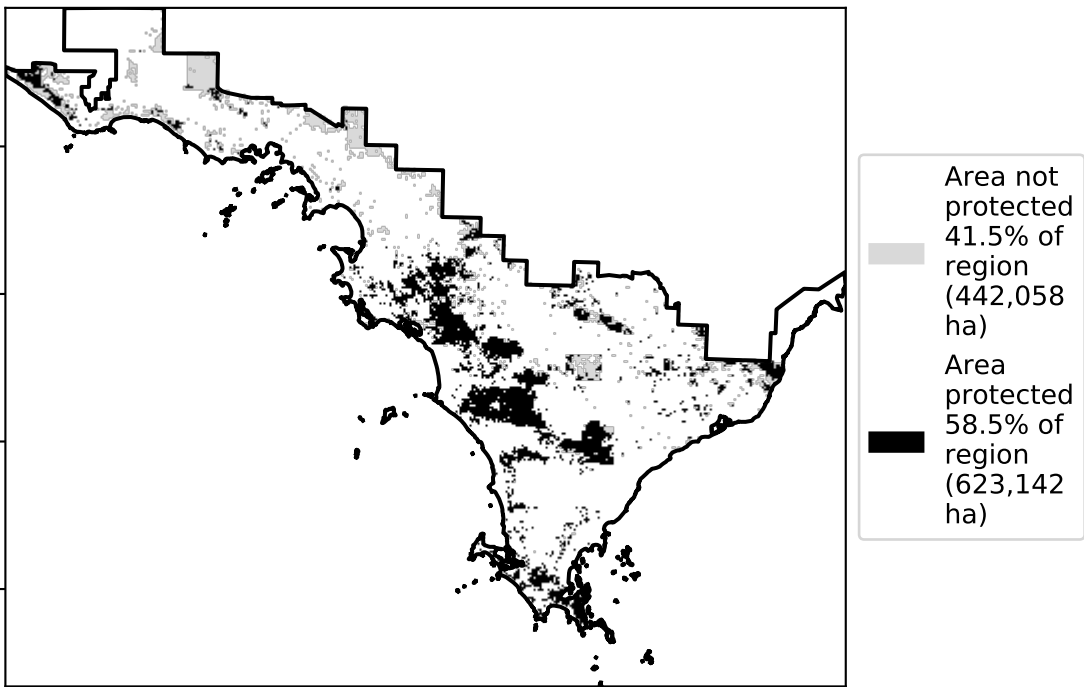 Area not
protected
41.5% of
region
(442,058
ha)
Area
protected
58.5% of
region
(623,142
ha)